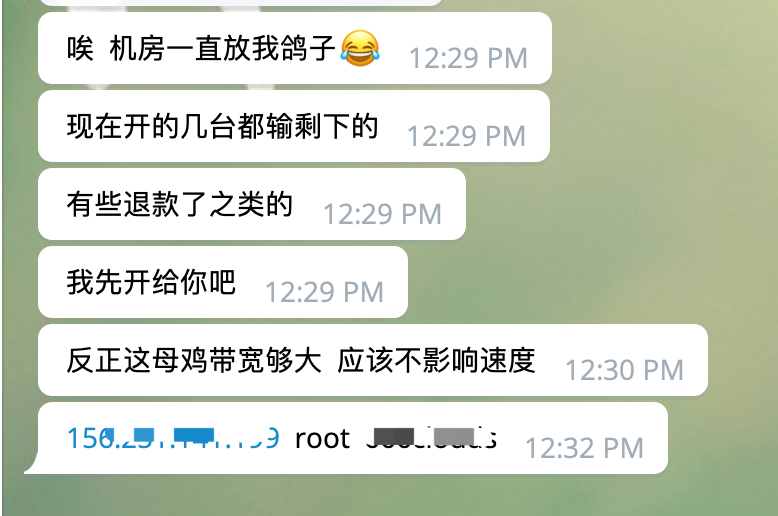 唉 机房一直放我鸽子😂 12:29 PM
现在开的几台都输剩下的 12:29 PM
有些退款了之类的 12:29 PM
我先开给你吧 12:29 PM
反正这母鸡带宽够大 应该不影响速度 12:30 PM
root 12:32 PM